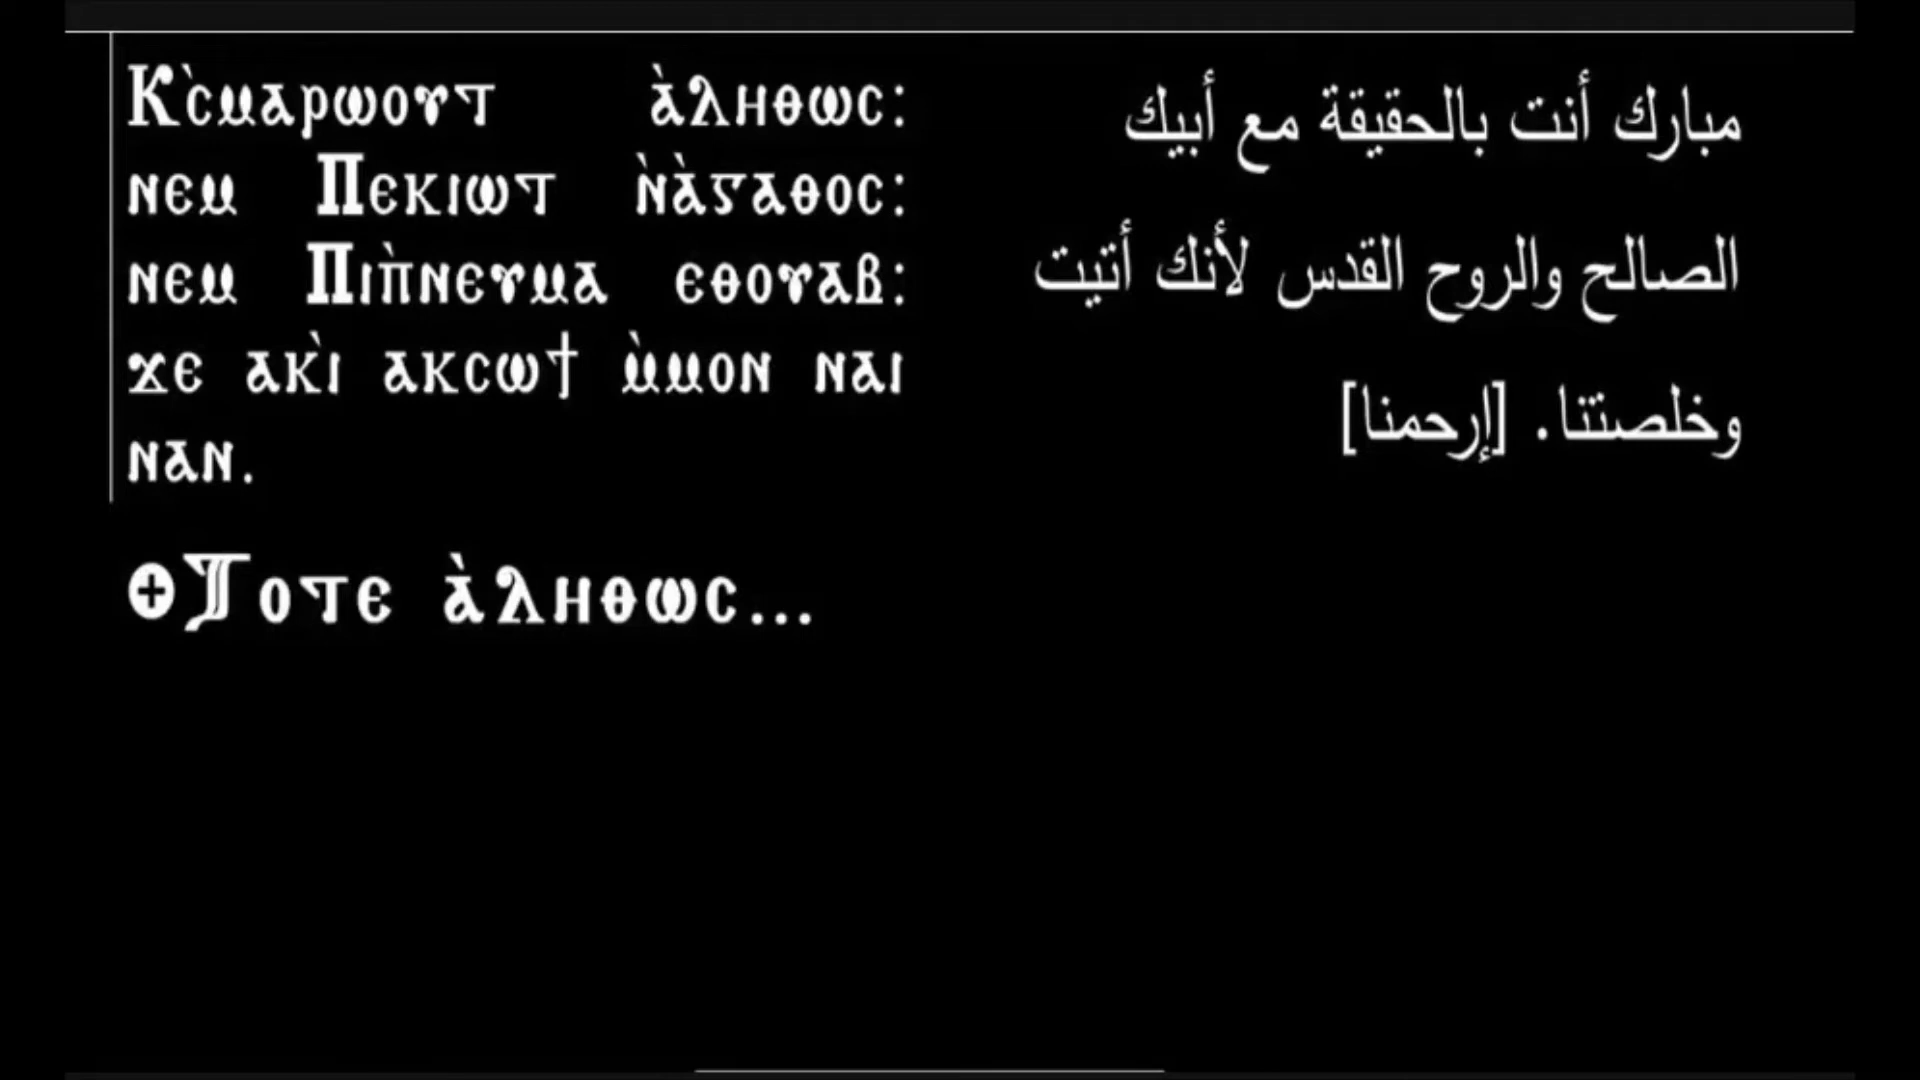 Ⲕ̀ⲥⲙⲁⲣⲱⲟⲩⲧ ⲁ̀ⲗⲏⲑⲱⲥ:
ⲛⲉⲙ Ⲡⲉⲕⲓⲱⲧ ⲛ̀ⲁ̀ⲅⲁⲑⲟⲥ:
ⲛⲉⲙ Ⲡⲓⲡ̀ⲛⲉⲩⲙⲁ ⲉⲑⲟⲩⲁⲃ:
ϫⲉ ⲁⲕⲓ̀ ⲁⲕⲥⲱϯ ⲙ̀ⲙⲟⲛ ⲛⲁⲓ
ⲛⲁⲛ.
⊕Ⲧⲟⲧⲉ ⲁ̀ⲗⲏⲑⲱⲥ...
مبارك أنت بالحقيقة مع أبيك
الصالح والروح القدس لأنك أتيت
وخلصتنا. [إرحمنا]